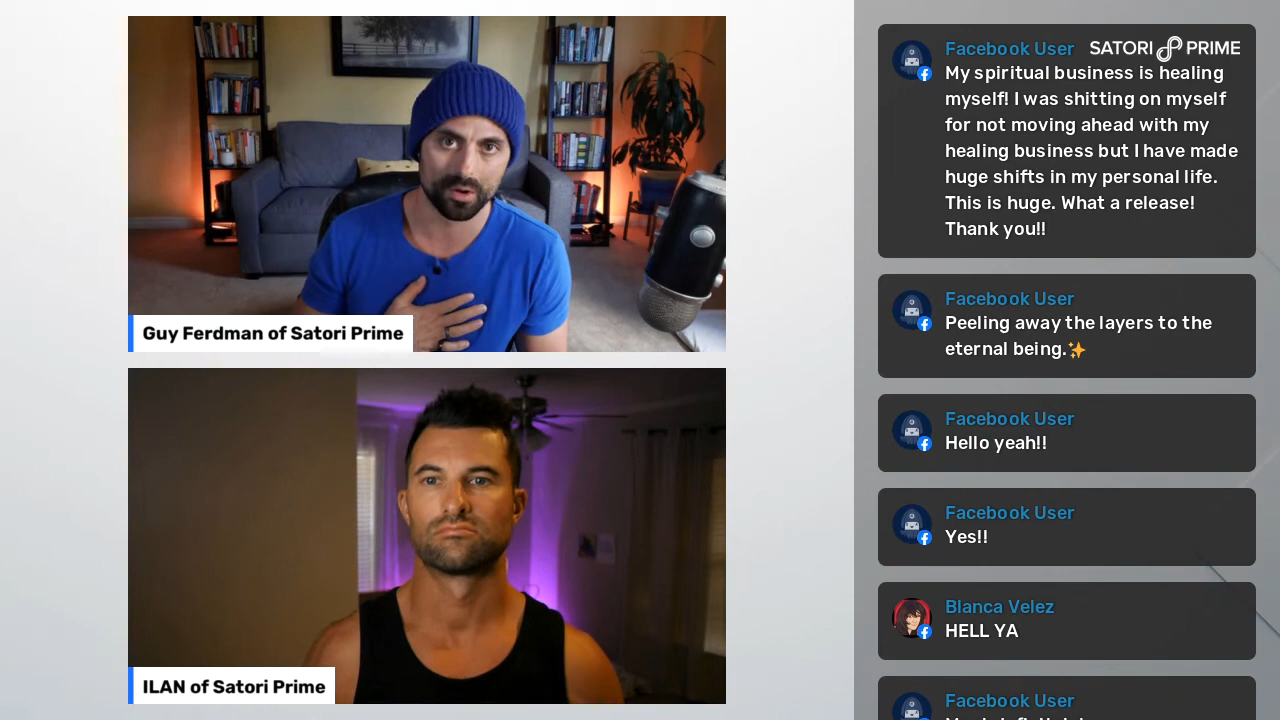 Guy Ferdman of Satori Prime
ILAN of Satori Prime
SATORI PRIME
Facebook User
My spiritual business is healing
myself! I was shitting on myself
for not moving ahead with my
healing business but I have made
huge shifts in my personal life.
This is huge. What a release!
Thank you!!
Facebook User
Peeling away the layers to the
eternal being.✨
Facebook User
Hello yeah!!
Facebook User
Yes!!
Blanca Velez
HELL YA
Facebook User